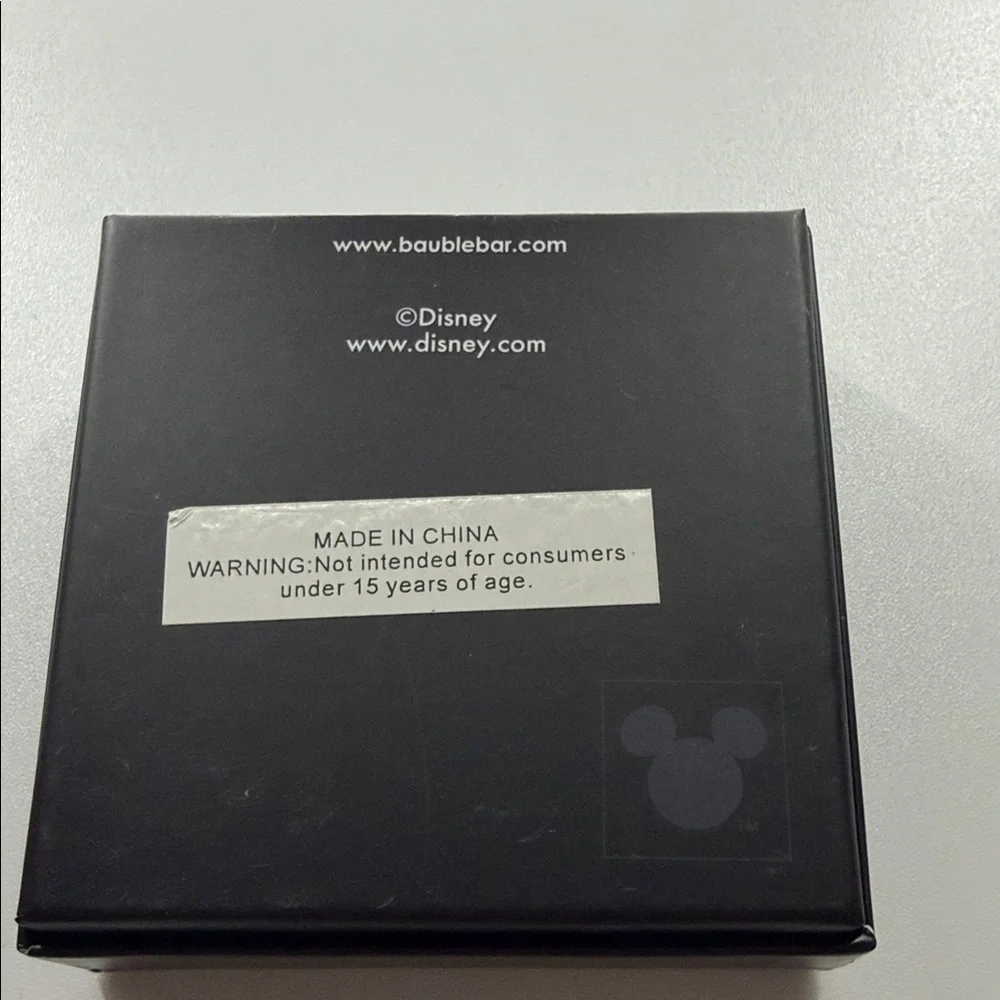 www.baublebar.com
©Disney
www.disney.com
MADE IN CHINA
WARNING:Not intended for consumers
under 15 years of age.
TM